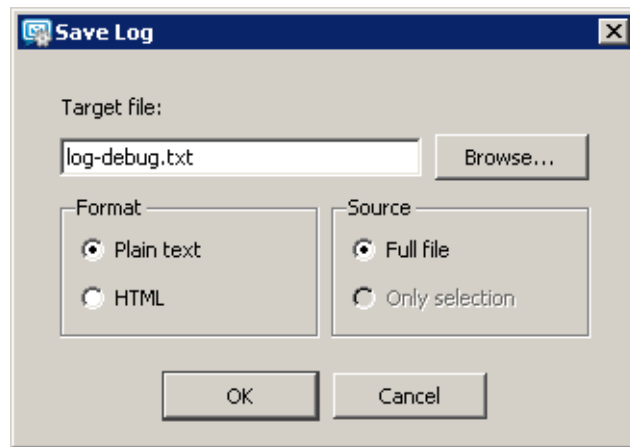 Save Log
Target file:
log-debug.txt
Browse...
Format
Plain text
HTML
Source
Full file
Only selection
OK
Cancel